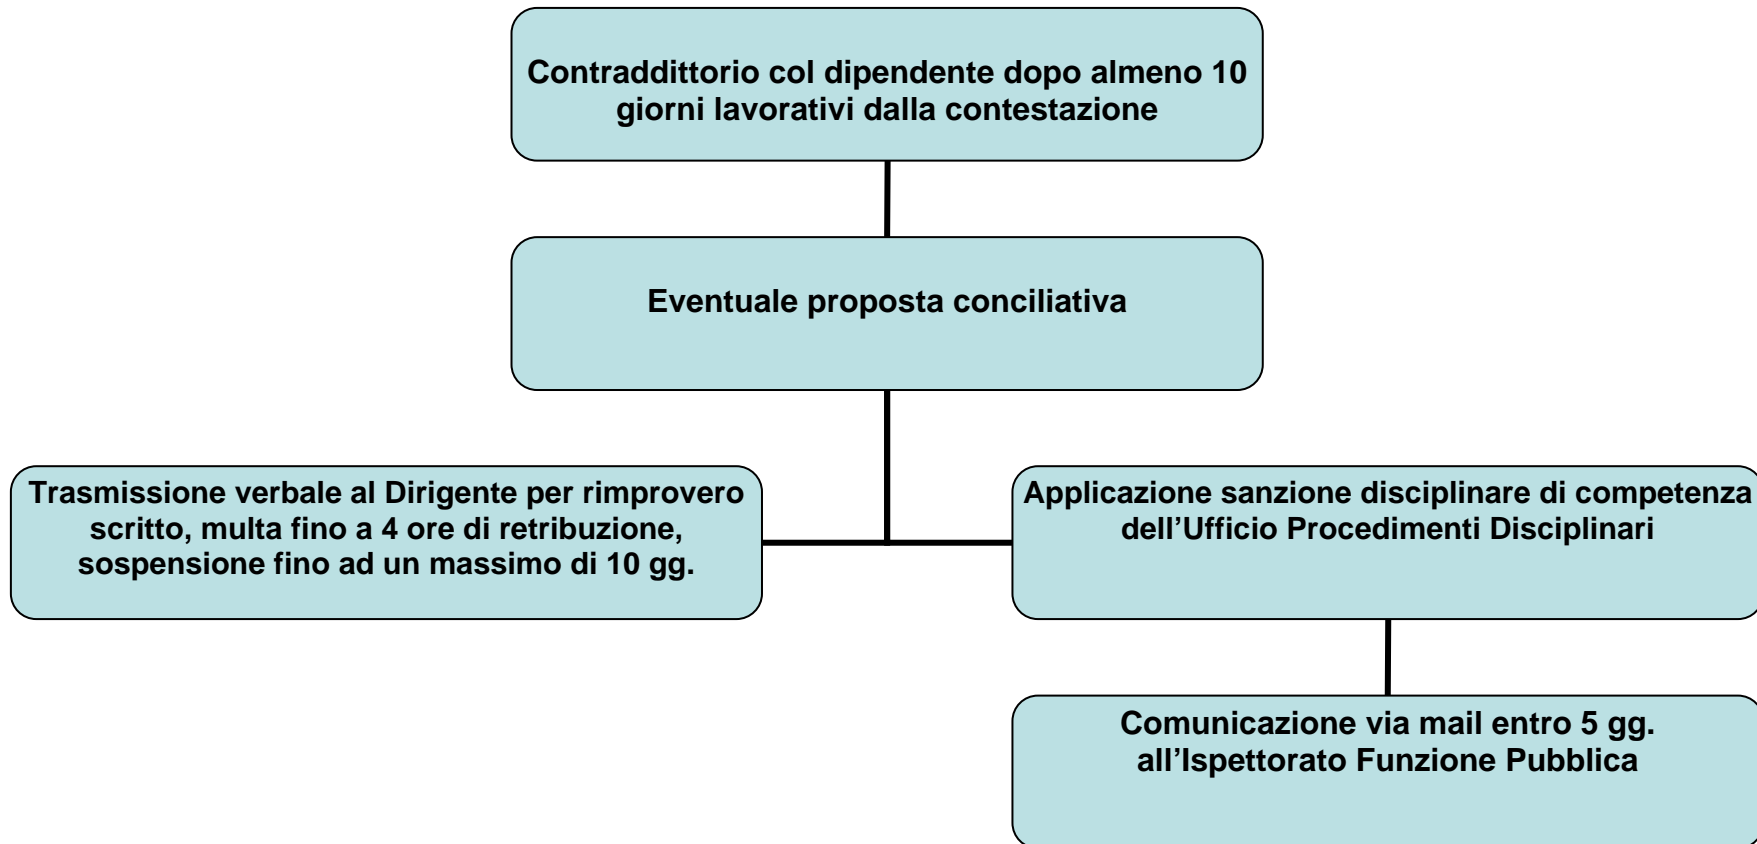 Contraddittorio col dipendente dopo almeno 10
giorni lavorativi dalla contestazione
Eventuale proposta conciliativa
Trasmissione verbale al Dirigente per rimprovero
scritto, multa fino a 4 ore di retribuzione,
sospensione fino ad un massimo di 10 gg.
Applicazione sanzione disciplinare di competenza
dell’Ufficio Procedimenti Disciplinari
Comunicazione via mail entro 5 gg.
all’Ispettorato Funzione Pubblica